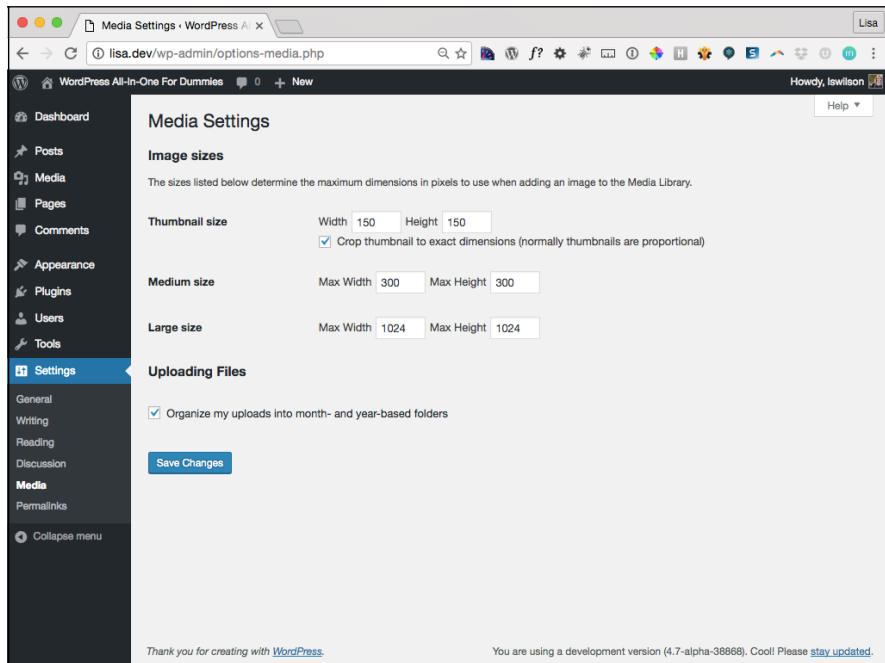 Media Settings ‹ WordPress Al
Lisa
lisa.dev/wp-admin/options-media.php
WordPress All-In-One For Dummies 0 + New
Howdy, lswilson
Help ▼
Dashboard
Posts
Media
Pages
Comments
Appearance
Plugins
Users
Tools
Settings
General
Writing
Reading
Discussion
Media
Permalinks
Collapse menu
Media Settings
Image sizes
The sizes listed below determine the maximum dimensions in pixels to use when adding an image to the Media Library.
Thumbnail size Width 150 Height 150
Crop thumbnail to exact dimensions (normally thumbnails are proportional)
Medium size Max Width 300 Max Height 300
Large size Max Width 1024 Max Height 1024
Uploading Files
Organize my uploads into month- and year-based folders
Save Changes
Thank you for creating with WordPress.
You are using a development version (4.7-alpha-38868). Cool! Please stay updated.